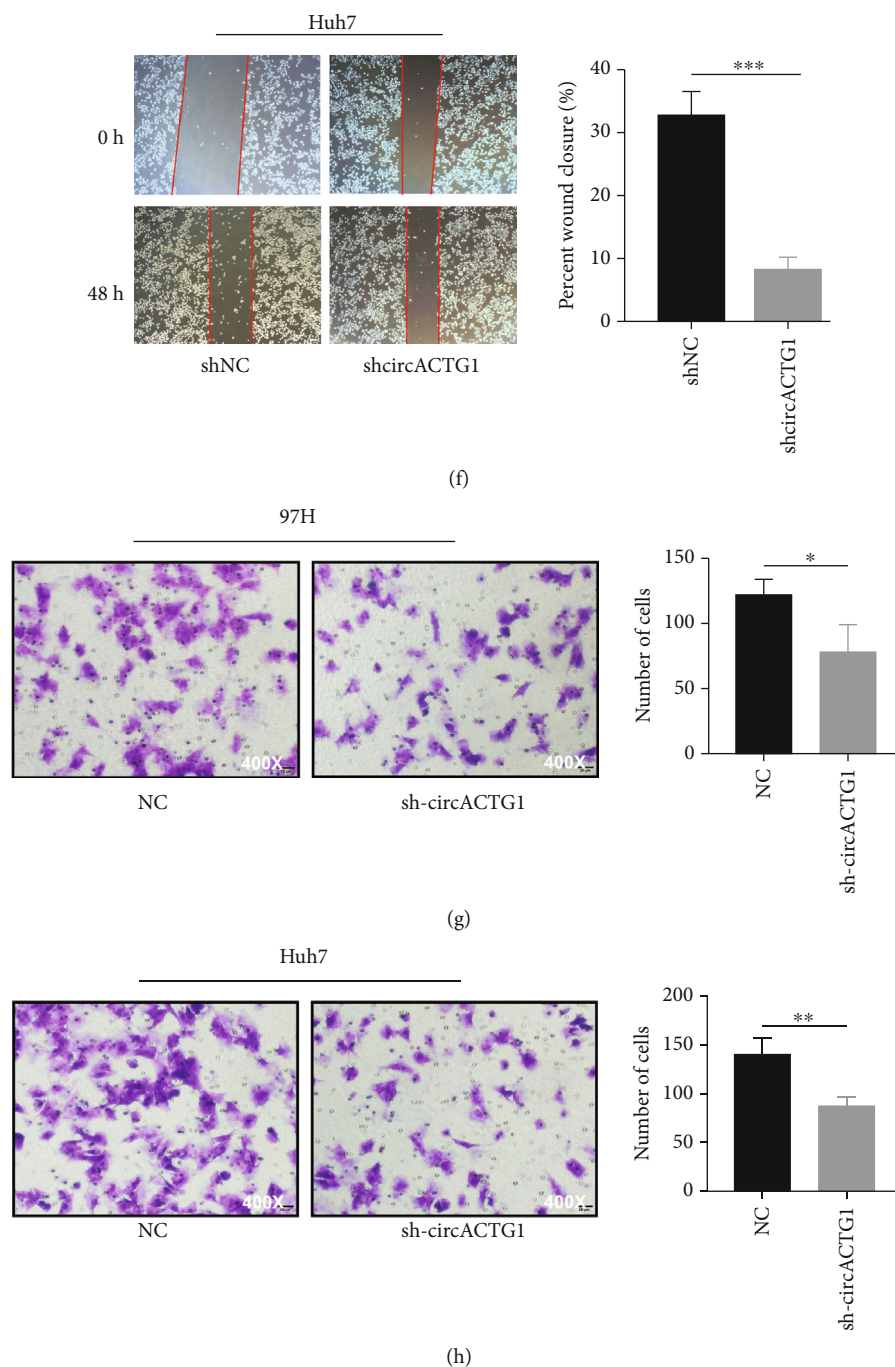 Huh7
0 h
48 h
shNC
shcircACTG1
Percent wound closure (%)
40
30
20
10
0
***
shNC
shcircACTG1
(f)
97H
400X
400X
NC
sh-circACTG1
Number of cells
150
100
50
0
*
NC
sh-circACTG1
(g)
Huh7
400X
400X
NC
sh-circACTG1
Number of cells
200
150
100
50
0
**
NC
sh-circACTG1
(h)